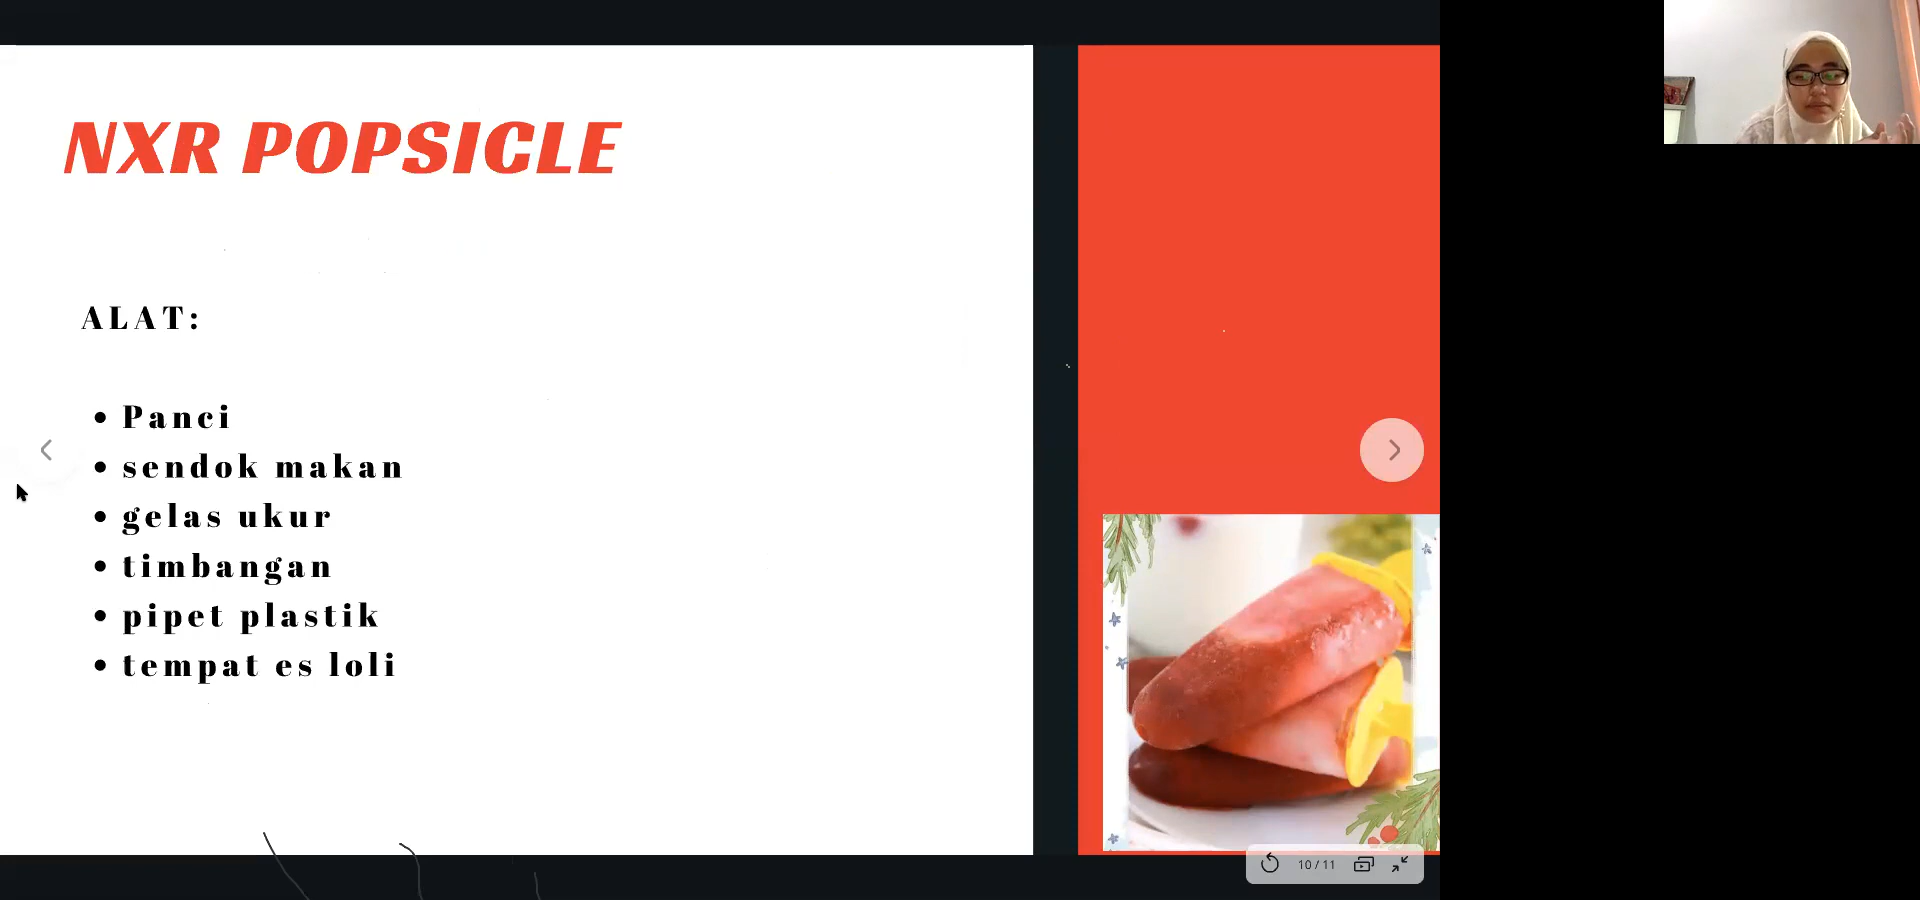 NXR POPSICLE
ALAT:
• Panci
• sendok makan
• gelas ukur
• timbangan
• pipet plastik
• tempat es loli
10 / 11